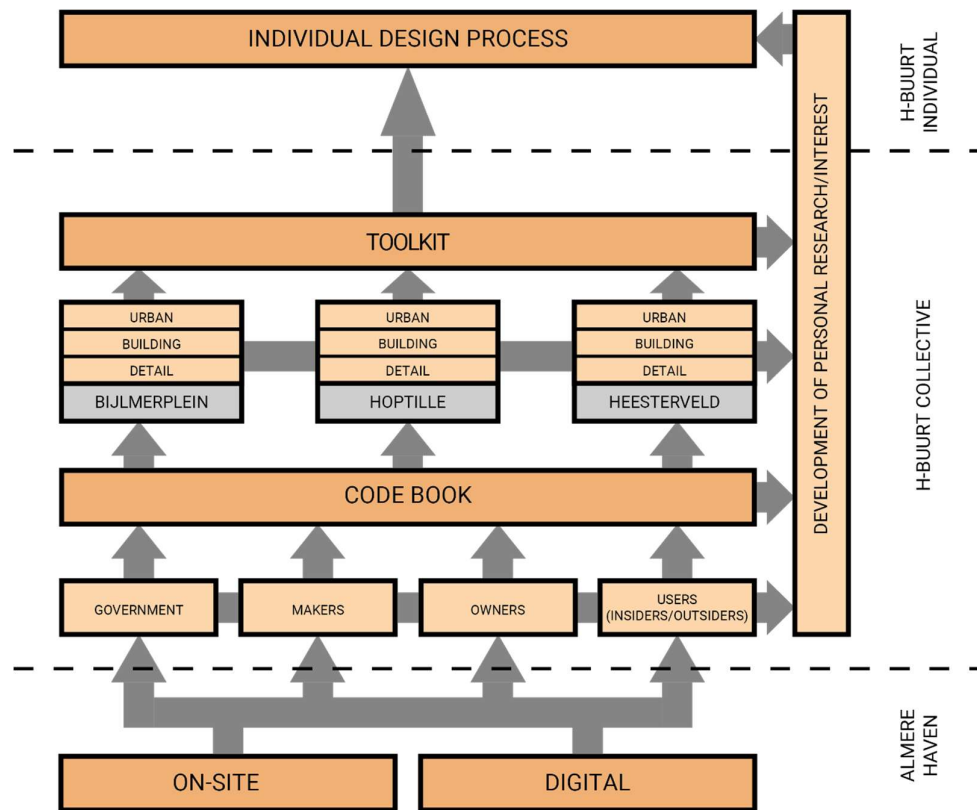 INDIVIDUAL DESIGN PROCESS
H-BUURT
INDIVIDUAL
DEVELOPMENT OF PERSONAL RESEARCH/INTEREST
TOOLKIT
URBAN
BUILDING
DETAIL
BIJLMERPLEIN
URBAN
BUILDING
DETAIL
HOPTILLE
URBAN
BUILDING
DETAIL
HEESTERVELD
H-BUURT COLLECTIVE
CODE BOOK
GOVERNMENT
MAKERS
OWNERS
USERS
(INSIDERS/OUTSIDERS)
ALMERE
HAVEN
ON-SITE
DIGITAL